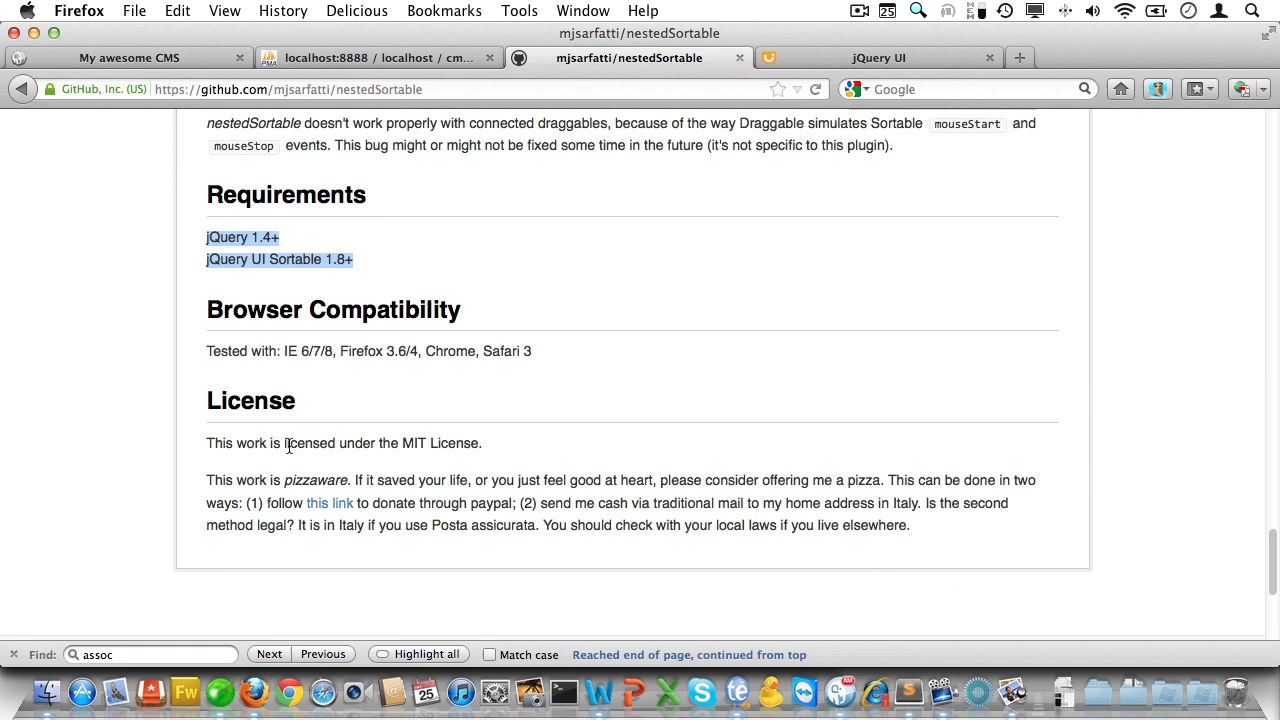 Firefox File Edit View History Delicious Bookmarks Tools Window Help
mjsarfatti/nestedSortable
My awesome CMS
localhost:8888 / localhost / cm...
mjsarfatti/nestedSortable
jQuery UI
GitHub, Inc. (US) https://github.com/mjsarfatti/nestedSortable
Google
nestedSortable doesn't work properly with connected draggables, because of the way Draggable simulates Sortable mouseStart and
mouseStop events. This bug might or might not be fixed some time in the future (it's not specific to this plugin).
Requirements
jQuery 1.4+
jQuery UI Sortable 1.8+
Browser Compatibility
Tested with: IE 6/7/8, Firefox 3.6/4, Chrome, Safari 3
License
This work is licensed under the MIT License.
This work is pizzaware. If it saved your life, or you just feel good at heart, please consider offering me a pizza. This can be done in two
ways: (1) follow this link to donate through paypal; (2) send me cash via traditional mail to my home address in Italy. Is the second
method legal? It is in Italy if you use Posta assicurata. You should check with your local laws if you live elsewhere.
Find: assoc Next Previous Highlight all Match case Reached end of page, continued from top